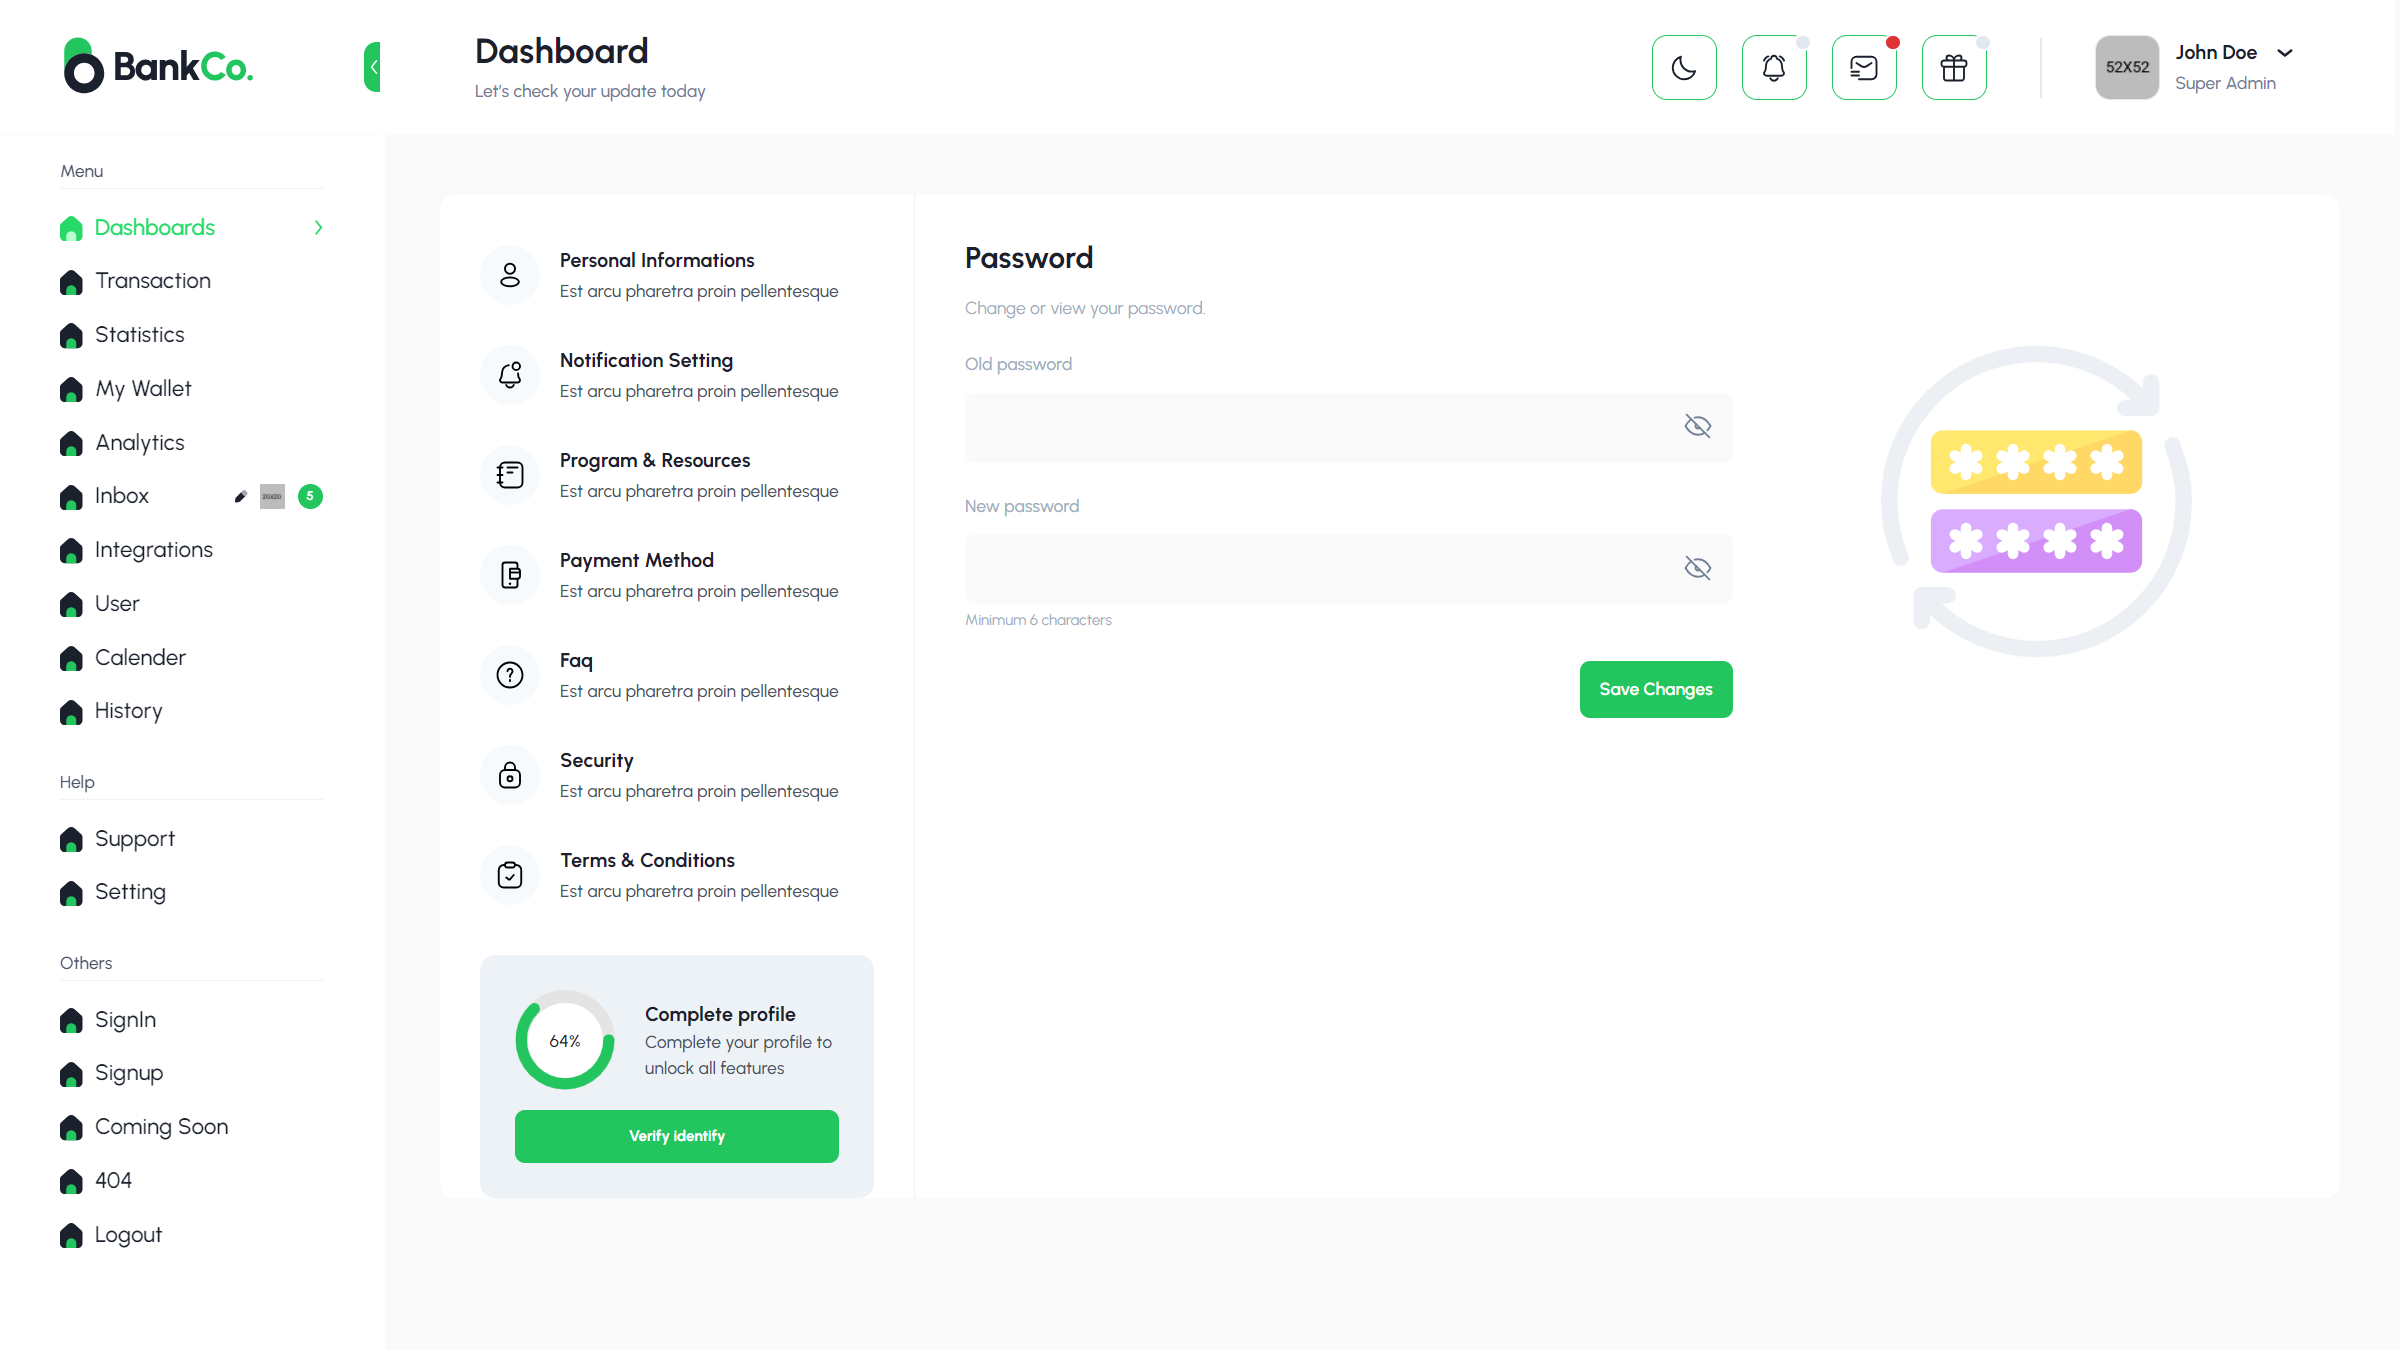 BankCo.
Dashboard
Let's check your update today
52X52
John Doe
Super Admin
Menu
Dashboards
Transaction
Statistics
My Wallet
Analytics
Inbox
20X20
5
Integrations
User
Calender
History
Help
Support
Setting
Others
SignIn
Signup
Coming Soon
404
Logout
Personal Informations
Est arcu pharetra proin pellentesque
Notification Setting
Est arcu pharetra proin pellentesque
Program & Resources
Est arcu pharetra proin pellentesque
Payment Method
Est arcu pharetra proin pellentesque
Faq
Est arcu pharetra proin pellentesque
Security
Est arcu pharetra proin pellentesque
Terms & Conditions
Est arcu pharetra proin pellentesque
64%
Complete profile
Complete your profile to
unlock all features
Verify identify
Password
Change or view your password.
Old password
New password
Minimum 6 characters
Save Changes